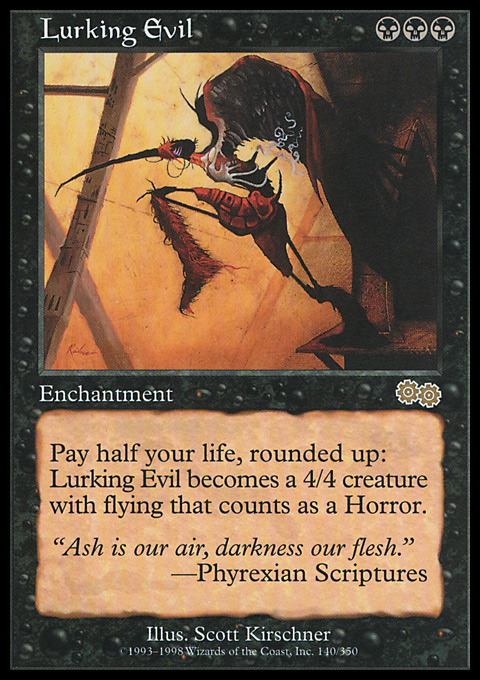 Lurking Evil
Enchantment
Pay half your life, rounded up:
Lurking Evil becomes a 4/4 creature
with flying that counts as a Horror.
“Ash is our air, darkness our flesh.”
—Phyrexian Scriptures
Illus. Scott Kirschner
©1993–1998 Wizards of the Coast, Inc. 140/350